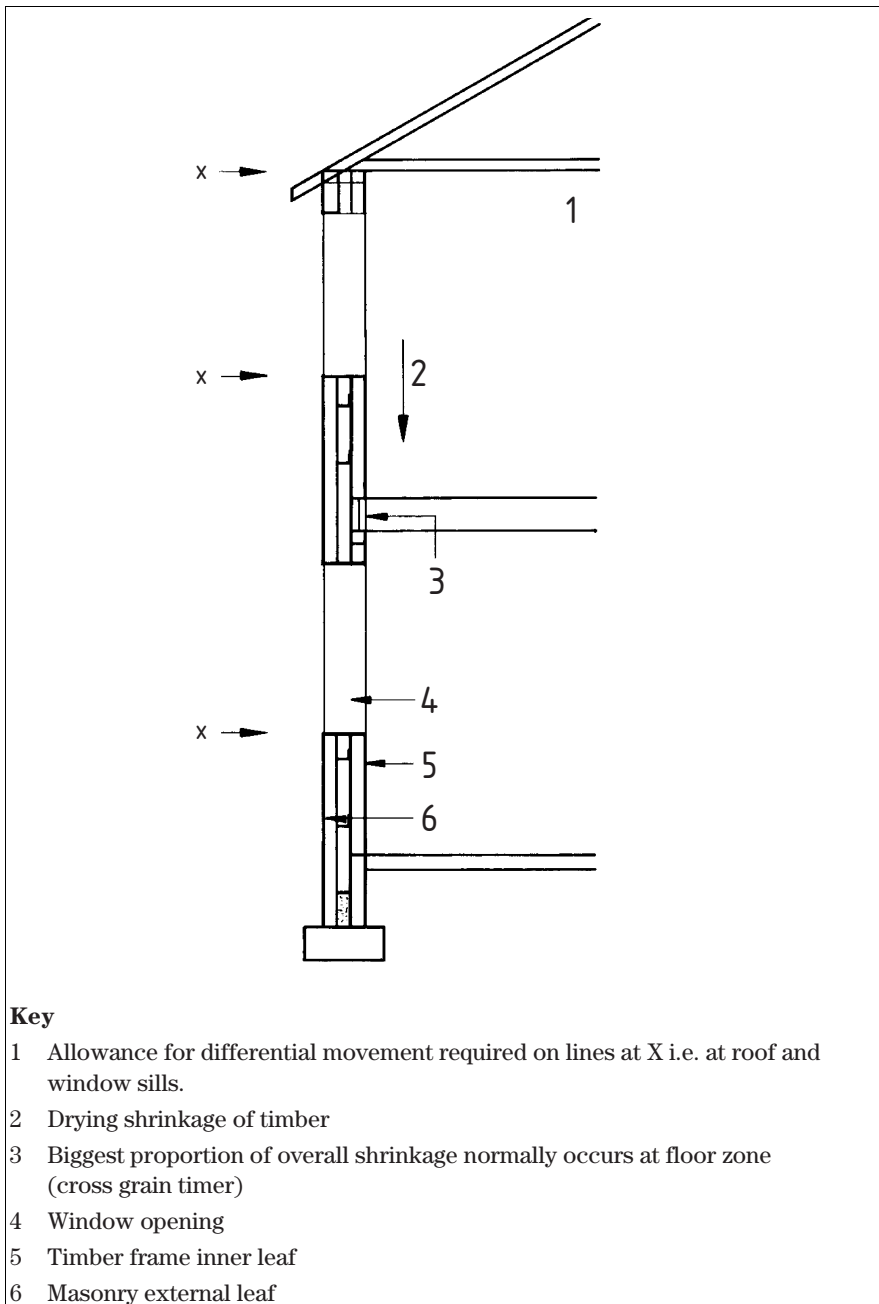 x
1
x
2
3
4
x
5
6
Key
1 Allowance for differential movement required on lines at X i.e. at roof and
window sills.
2 Drying shrinkage of timber
3 Biggest proportion of overall shrinkage normally occurs at floor zone
(cross grain timer)
4 Window opening
5 Timber frame inner leaf
6 Masonry external leaf